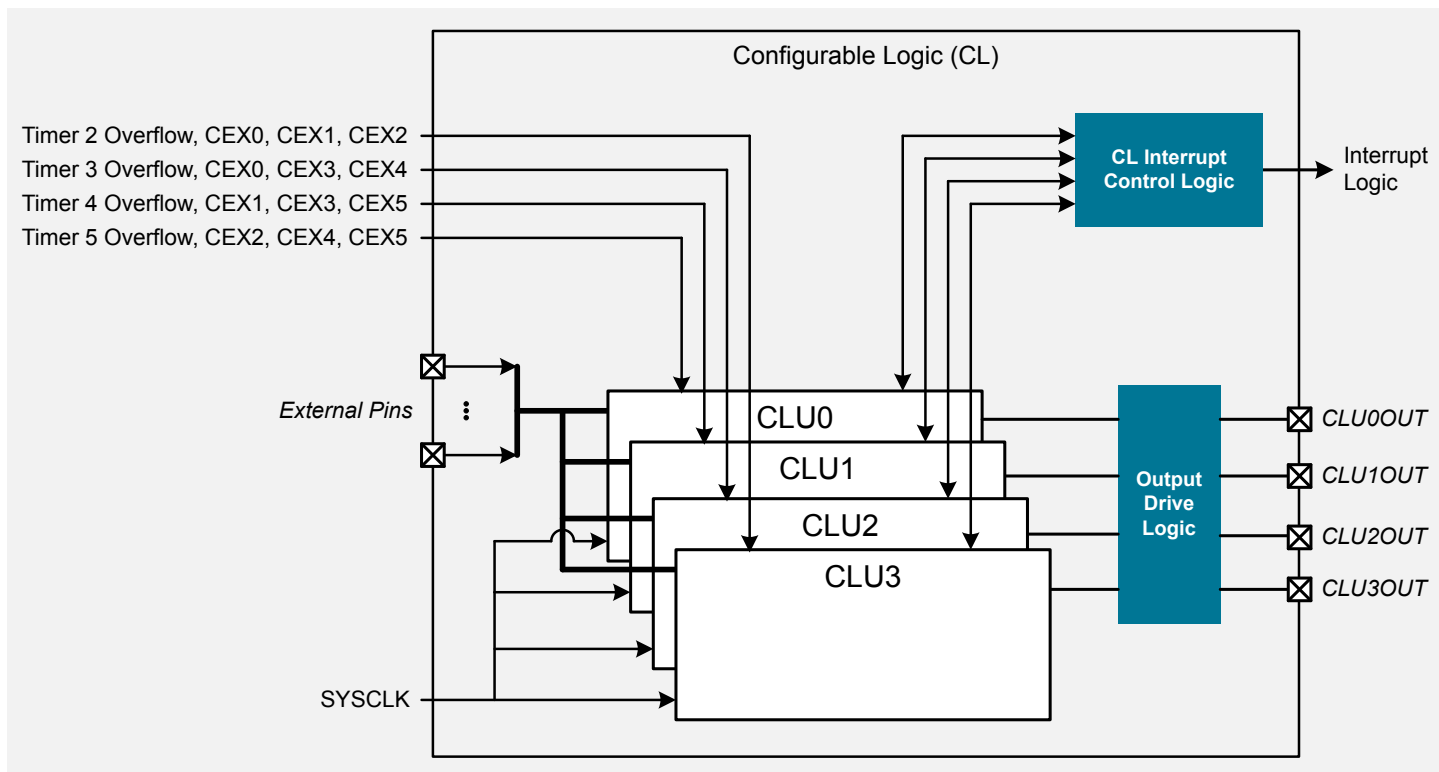 Configurable Logic (CL)
Timer 2 Overflow, CEX0, CEX1, CEX2
Timer 3 Overflow, CEX0, CEX3, CEX4
Timer 4 Overflow, CEX1, CEX3, CEX5
Timer 5 Overflow, CEX2, CEX4, CEX5
CL Interrupt
Control Logic
Interrupt
Logic
External Pins
CLU0
CLU1
CLU2
CLU3
Output
Drive
Logic
CLU0OUT
CLU1OUT
CLU2OUT
CLU3OUT
SYSCLK